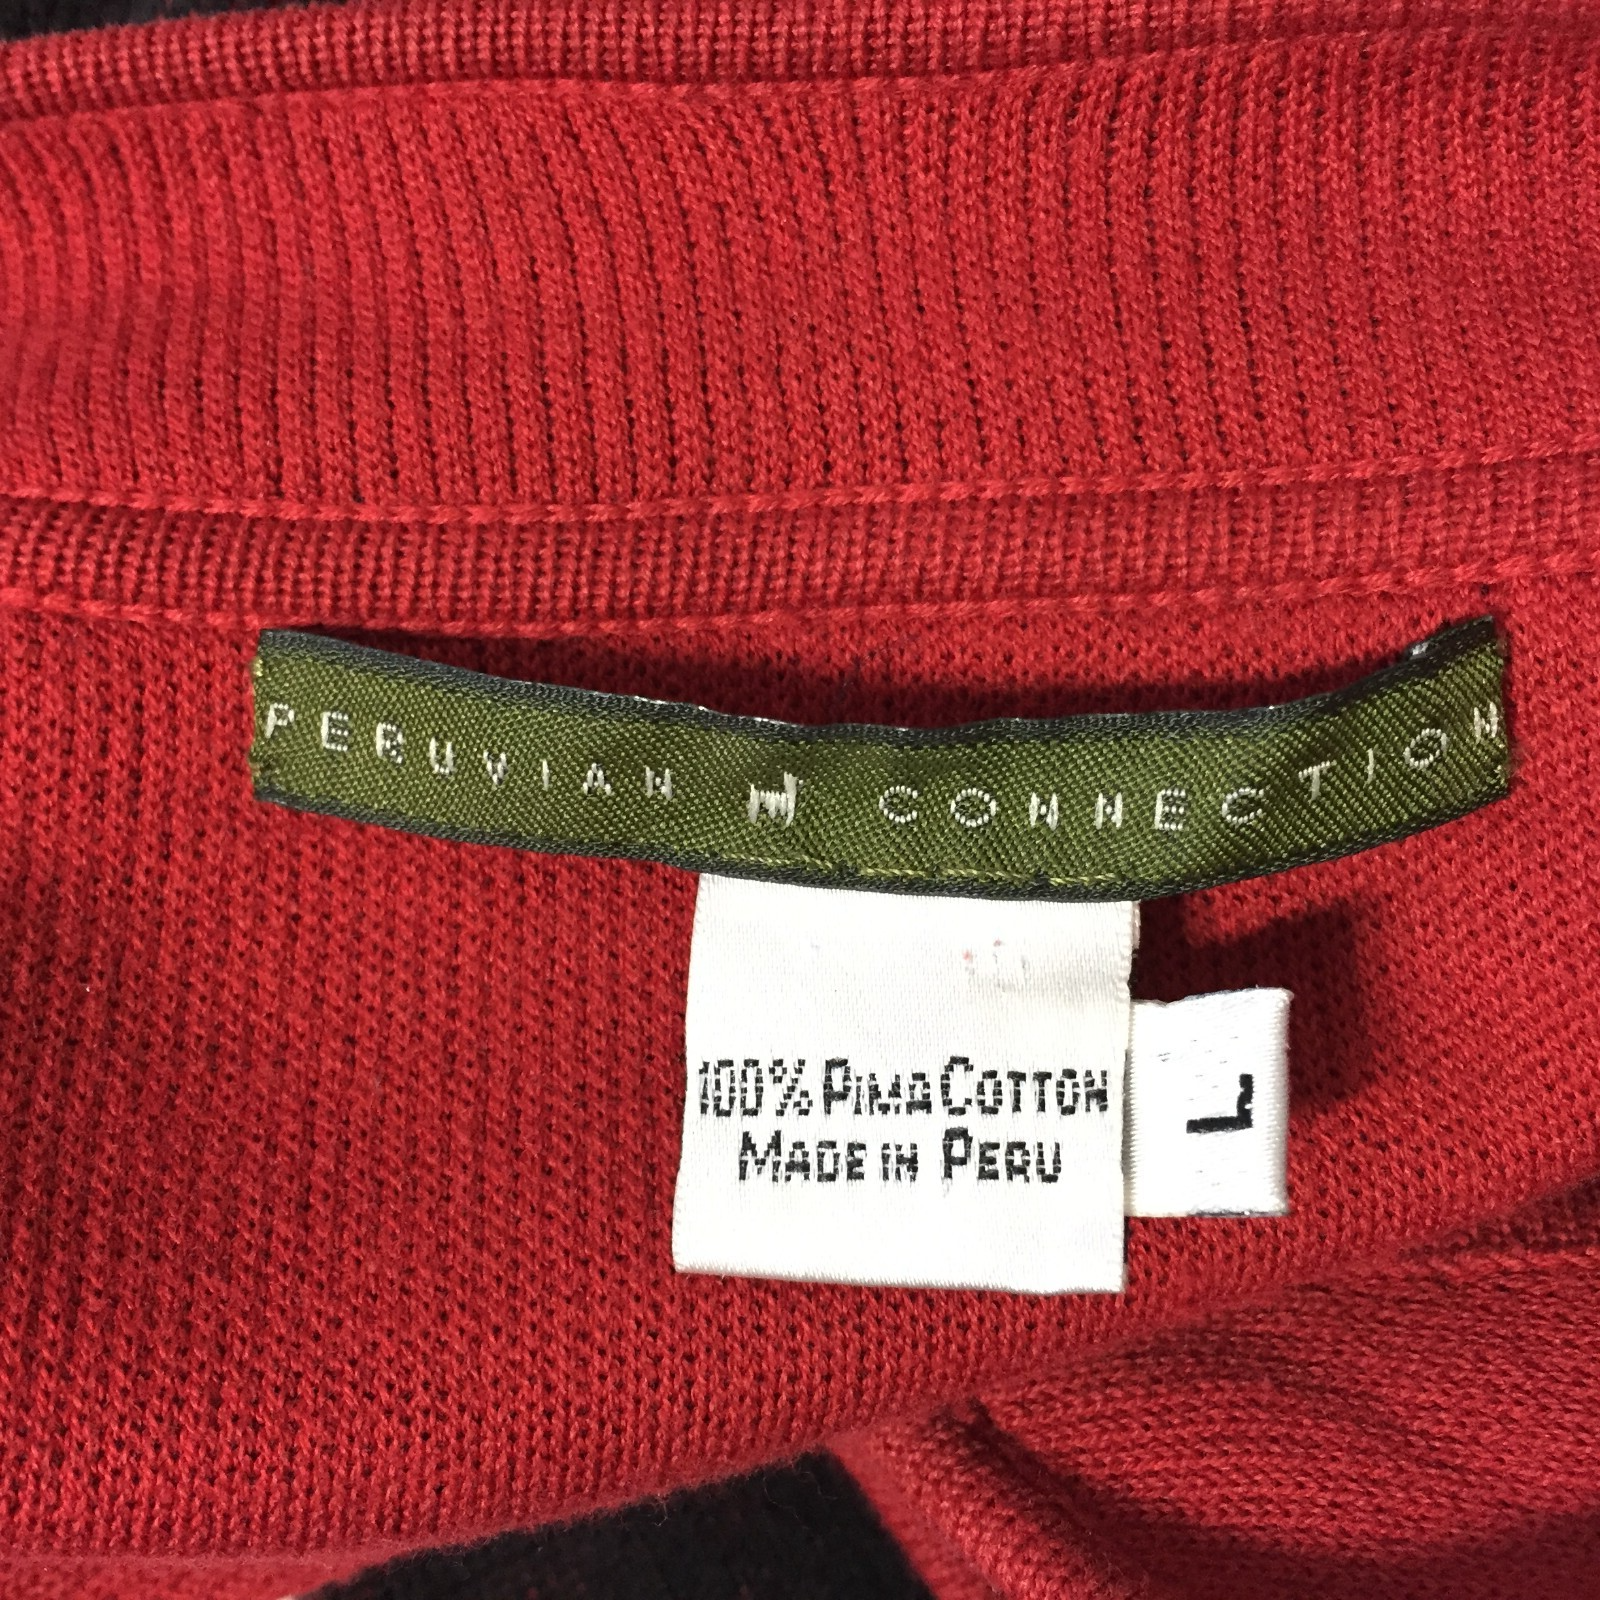 PERUVIAN CONNECTION
100% PIMA COTTON
MADE IN PERU
L